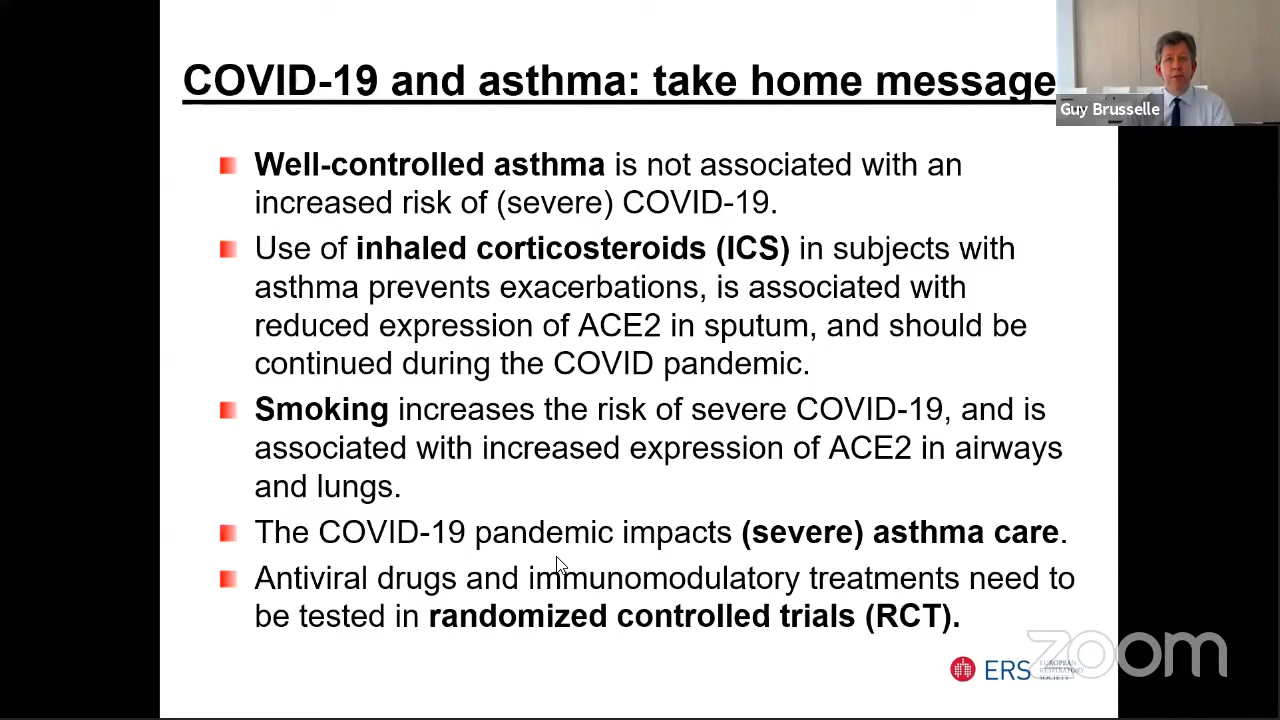 COVID-19 and asthma: take home message
Guy Brusselle
Well-controlled asthma is not associated with an
increased risk of (severe) COVID-19.
Use of inhaled corticosteroids (ICS) in subjects with
asthma prevents exacerbations, is associated with
reduced expression of ACE2 in sputum, and should be
continued during the COVID pandemic.
Smoking increases the risk of severe COVID-19, and is
associated with increased expression of ACE2 in airways
and lungs.
The COVID-19 pandemic impacts (severe) asthma care.
Antiviral drugs and immunomodulatory treatments need to
be tested in randomized controlled trials (RCT).
ERS
EUROPEAN
RESPIRATORY
SOCIETY
zoom